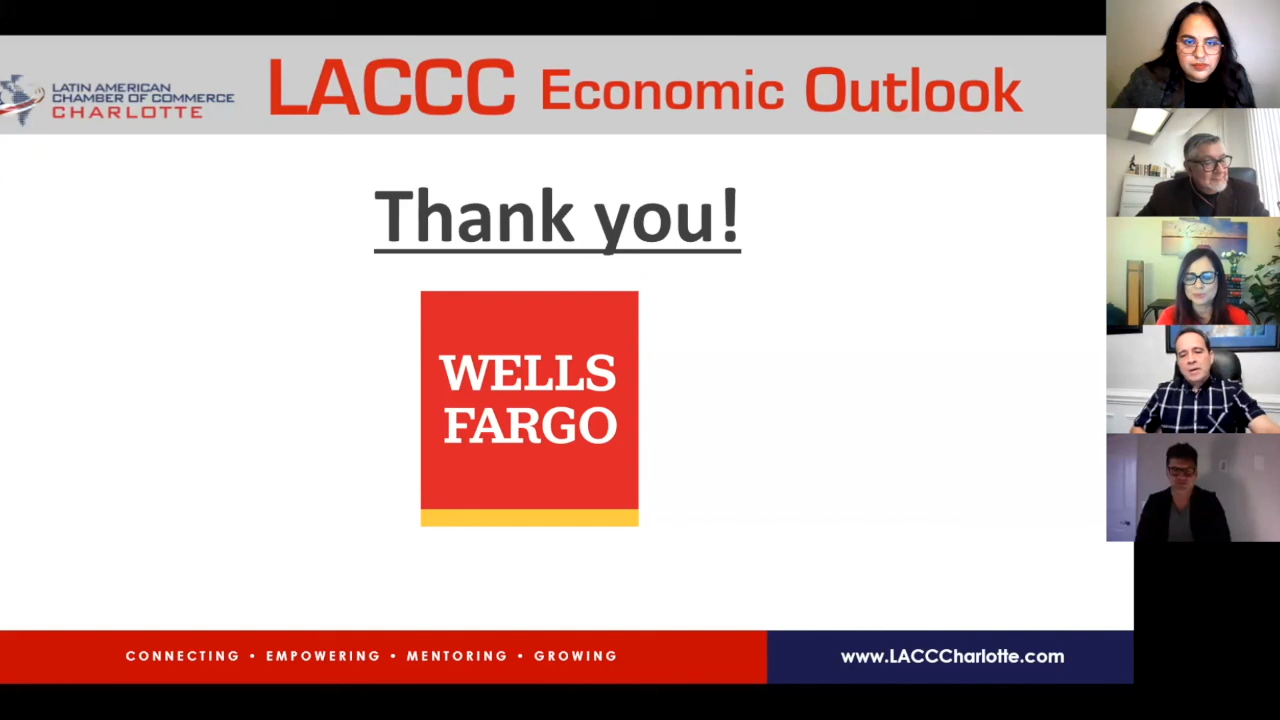 LATIN AMERICAN
CHAMBER OF COMMERCE
CHARLOTTE
LACCC Economic Outlook
Thank you!
WELLS
FARGO
CONNECTING • EMPOWERING • MENTORING • GROWING
www.LACCCharlotte.com